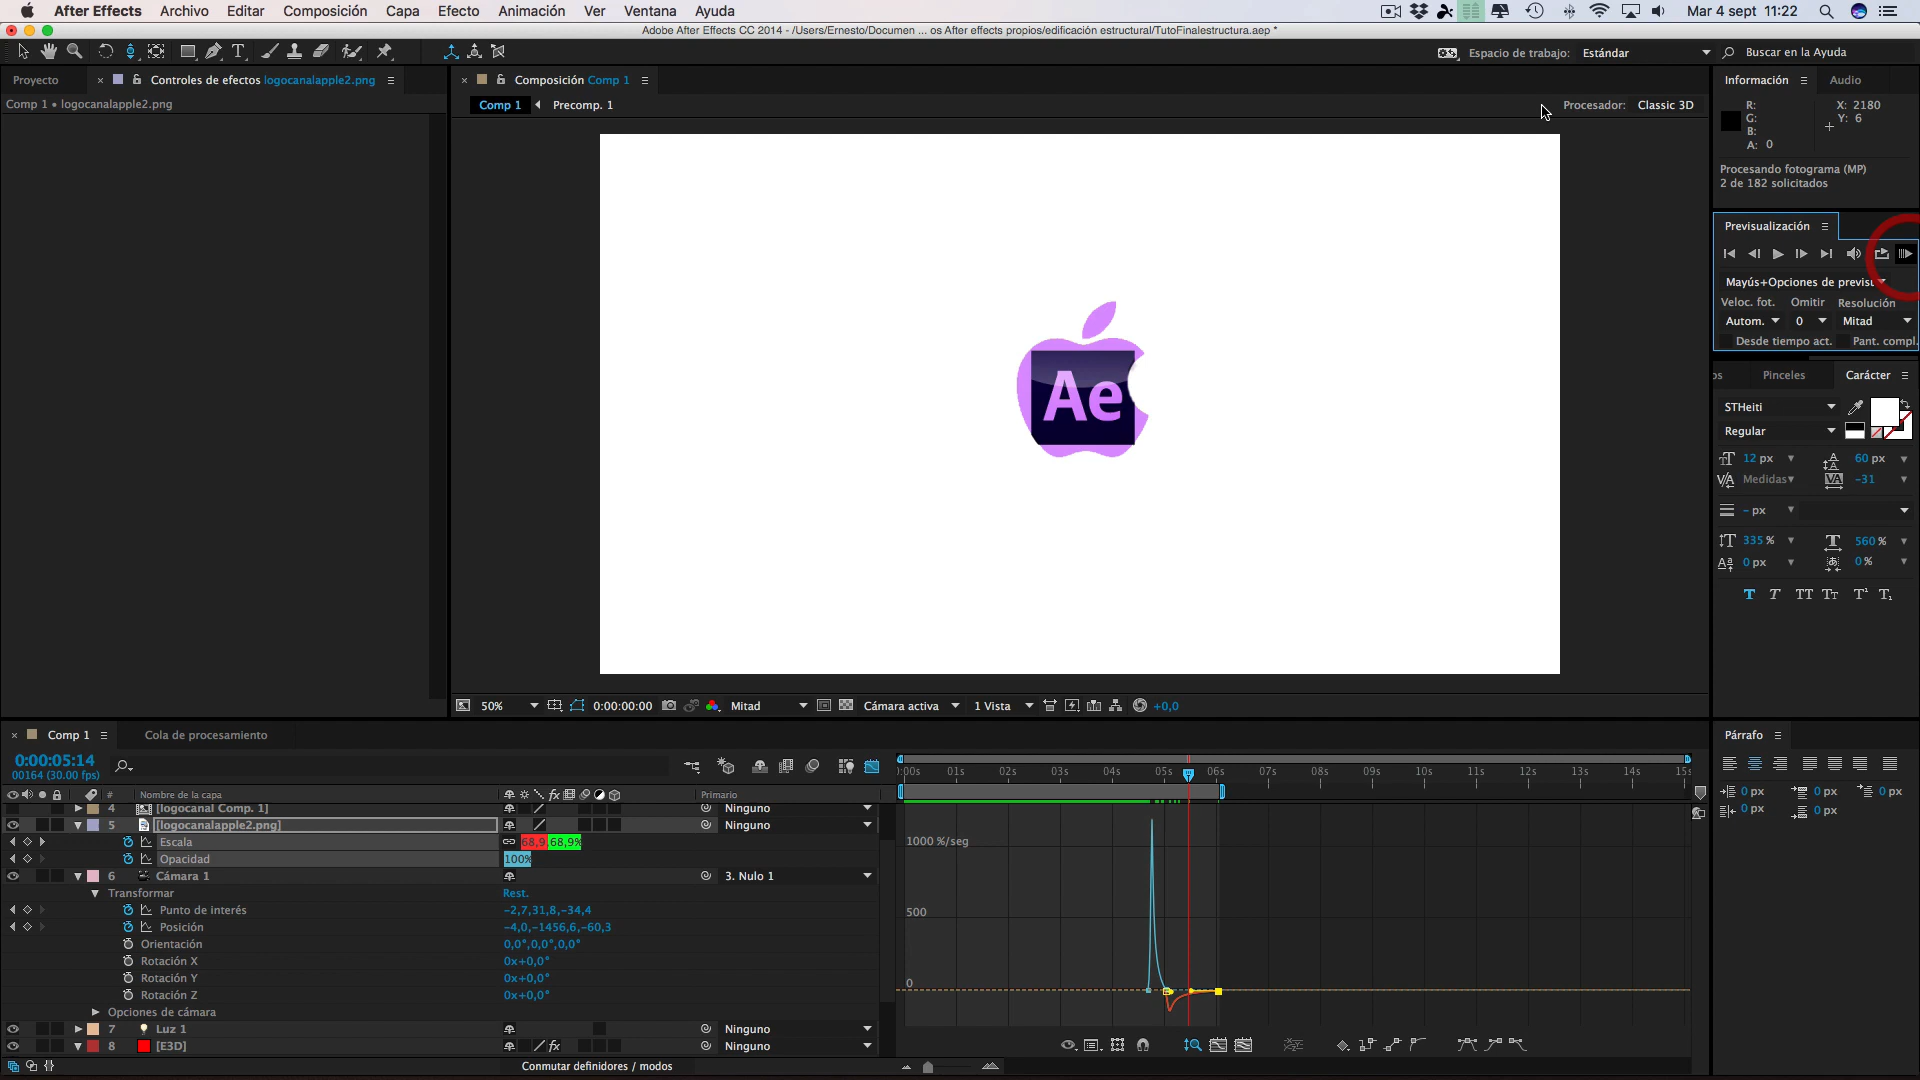 After Effects Archivo Editar Composición Capa Efecto Animación Ver Ventana Ayuda Mar 4 sept 11:22
Adobe After Effects CC 2014 - /Users/Ernesto/Documen ... os After effects propios/edificación estructural/TutoFinalestructura.aep *
Espacio de trabajo: Estándar Buscar en la Ayuda
Proyecto × Controles de efectos logocanalapple2.png
Comp 1 • logocanalapple2.png
× Composición Comp 1
Comp 1 Precomp. 1
Procesador: Classic 3D
Información Audio
R: X: 2180
G: Y: 6
B:
A: 0
Procesando fotograma (MP)
2 de 182 solicitados
Previsualización
Mayús+Opciones de previs
Veloc. fot. Omitir Resolución
Autom. 0 Mitad
Desde tiempo act. Pant. compl.
os Pinceles Carácter
STHeiti
Regular
12 px 60 px
Medidas -31
- px
335 % 560 %
0 px 0 %
Ae
50% 0:00:00:00 Mitad Cámara activa 1 Vista +0,0
× Comp 1 Cola de procesamiento
0:00:05:14
00164 (30.00 fps)
# Nombre de la capa Primario
4 [logocanal Comp. 1] Ninguno
5 [logocanalapple2.png] Ninguno
Escala 68,9,68,9%
Opacidad 100%
6 Cámara 1 3. Nulo 1
Transformar Rest.
Punto de interés -2,7,31,8,-34,4
Posición -4,0,-1456,6,-60,3
Orientación 0,0°,0,0°,0,0°
Rotación X 0x+0,0°
Rotación Y 0x+0,0°
Rotación Z 0x+0,0°
Opciones de cámara
7 Luz 1 Ninguno
8 [E3D] Ninguno
Conmutar definidores / modos
):00s 01s 02s 03s 04s 05s 06s 07s 08s 09s 10s 11s 12s 13s 14s 15s
1000 %/seg
500
0
Párrafo
0 px 0 px 0 px
0 px 0 px